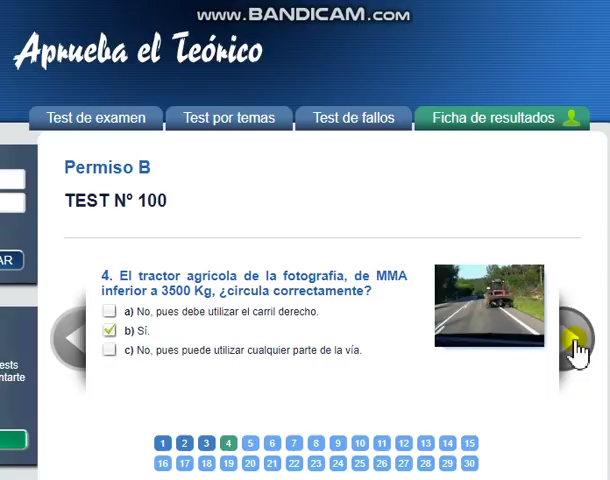 WWW.BANDICAM.COM
Aprueba el Teórico
Test de examen
Test por temas
Test de fallos
Ficha de resultados
Permiso B
TEST Nº 100
AR
4. El tractor agrícola de la fotografía, de MMA
inferior a 3500 Kg, ¿circula correctamente?
a) No, pues debe utilizar el carril derecho.
b) Sí.
c) No, pues puede utilizar cualquier parte de la vía.
ests
ntarte
1 2 3 4 5 6 7 8 9 10 11 12 13 14 15
16 17 18 19 20 21 22 23 24 25 26 27 28 29 30